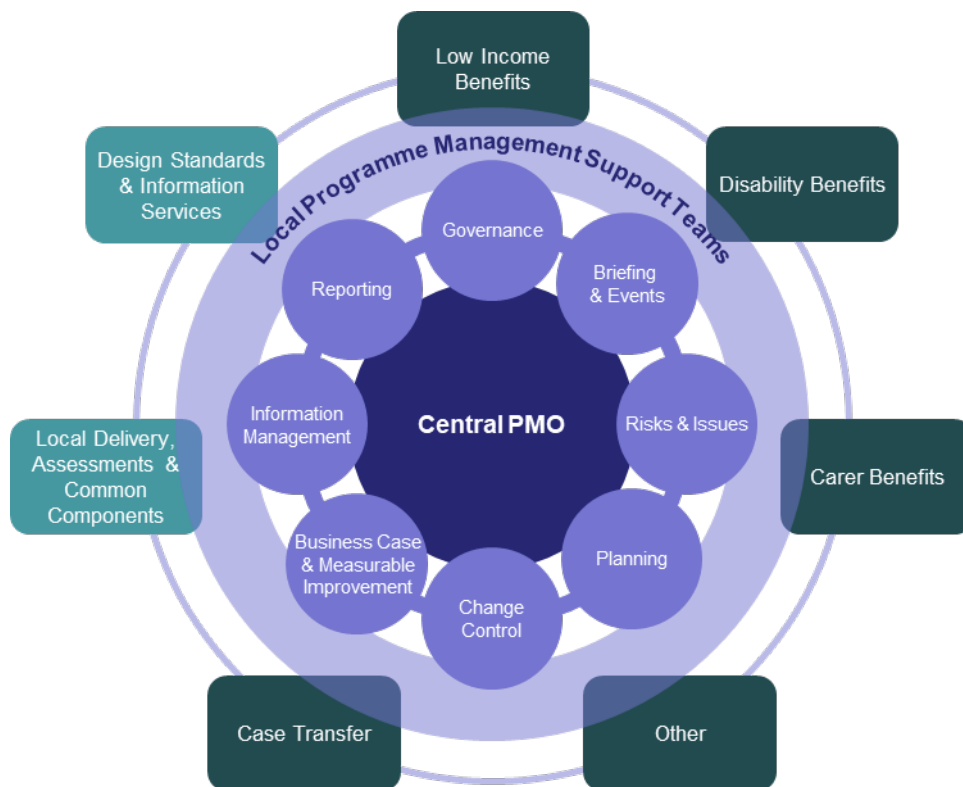 Low Income
Benefits
Design Standards
& Information
Services
Disability Benefits
Local Programme Management Support Teams
Governance
Reporting
Briefing
& Events
Information
Management
Central PMO
Risks & Issues
Local Delivery,
Assessments &
Common
Components
Carer Benefits
Business Case
& Measurable
Improvement
Planning
Change
Control
Case Transfer
Other